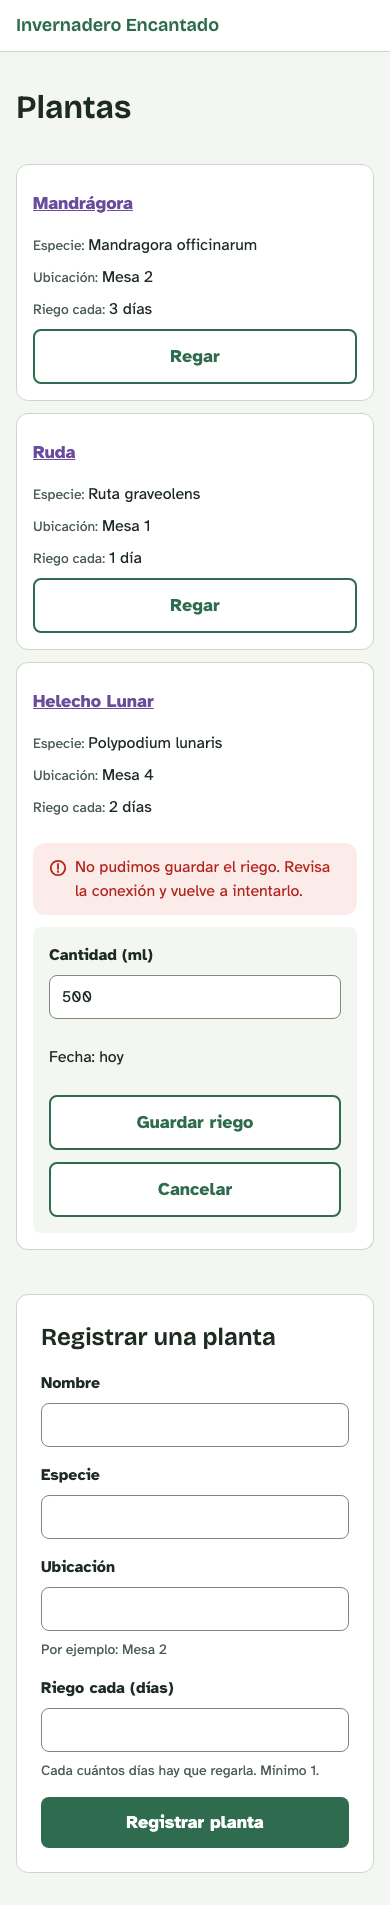 Invernadero Encantado
Plantas
Mandrágora
Especie: Mandragora officinarum
Ubicación: Mesa 2
Riego cada: 3 días
Regar
Ruda
Especie: Ruta graveolens
Ubicación: Mesa 1
Riego cada: 1 día
Regar
Helecho Lunar
Especie: Polypodium lunaris
Ubicación: Mesa 4
Riego cada: 2 días
No pudimos guardar el riego. Revisa
la conexión y vuelve a intentarlo.
Cantidad (ml)
500
Fecha: hoy
Guardar riego
Cancelar
Registrar una planta
Nombre
Especie
Ubicación
Por ejemplo: Mesa 2
Riego cada (días)
Cada cuántos días hay que regarla. Mínimo 1.
Registrar planta